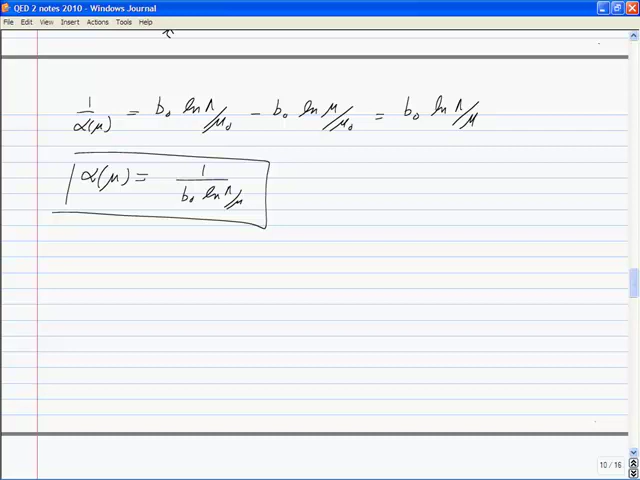 QED 2 notes 2010 - Windows Journal
File Edit View Insert Actions Tools Help
1/α(μ) = b₀ ln Λ/μ₀ - b₀ ln μ/μ₀ = b₀ ln Λ/μ
α(μ) = 1/(b₀ ln Λ/μ)
10 / 16